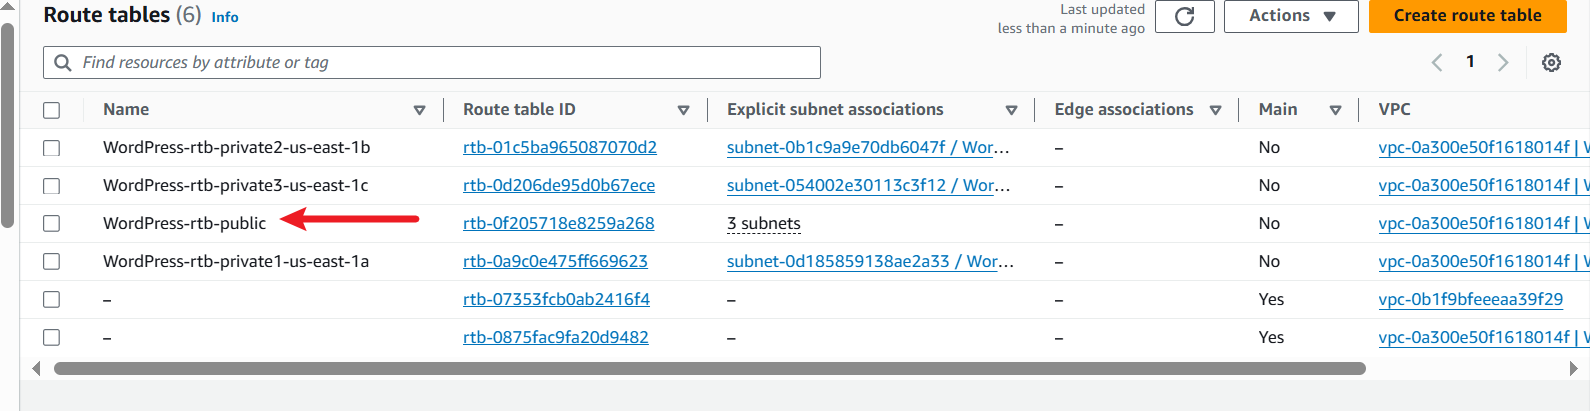 Route tables (6) Info
Last updated
less than a minute ago
Actions
Create route table
Find resources by attribute or tag
1
Name Route table ID Explicit subnet associations Edge associations Main VPC
WordPress-rtb-private2-us-east-1b rtb-01c5ba965087070d2 subnet-0b1c9a9e70db6047f / Wor... – No vpc-0a300e50f1618014f | W
WordPress-rtb-private3-us-east-1c rtb-0d206de95d0b67ece subnet-054002e30113c3f12 / Wor... – No vpc-0a300e50f1618014f | W
WordPress-rtb-public rtb-0f205718e8259a268 3 subnets – No vpc-0a300e50f1618014f | W
WordPress-rtb-private1-us-east-1a rtb-0a9c0e475ff669623 subnet-0d185859138ae2a33 / Wor... – No vpc-0a300e50f1618014f | W
– rtb-07353fcb0ab2416f4 – – Yes vpc-0b1f9bfeeeaa39f29
– rtb-0875fac9fa20d9482 – – Yes vpc-0a300e50f1618014f | W